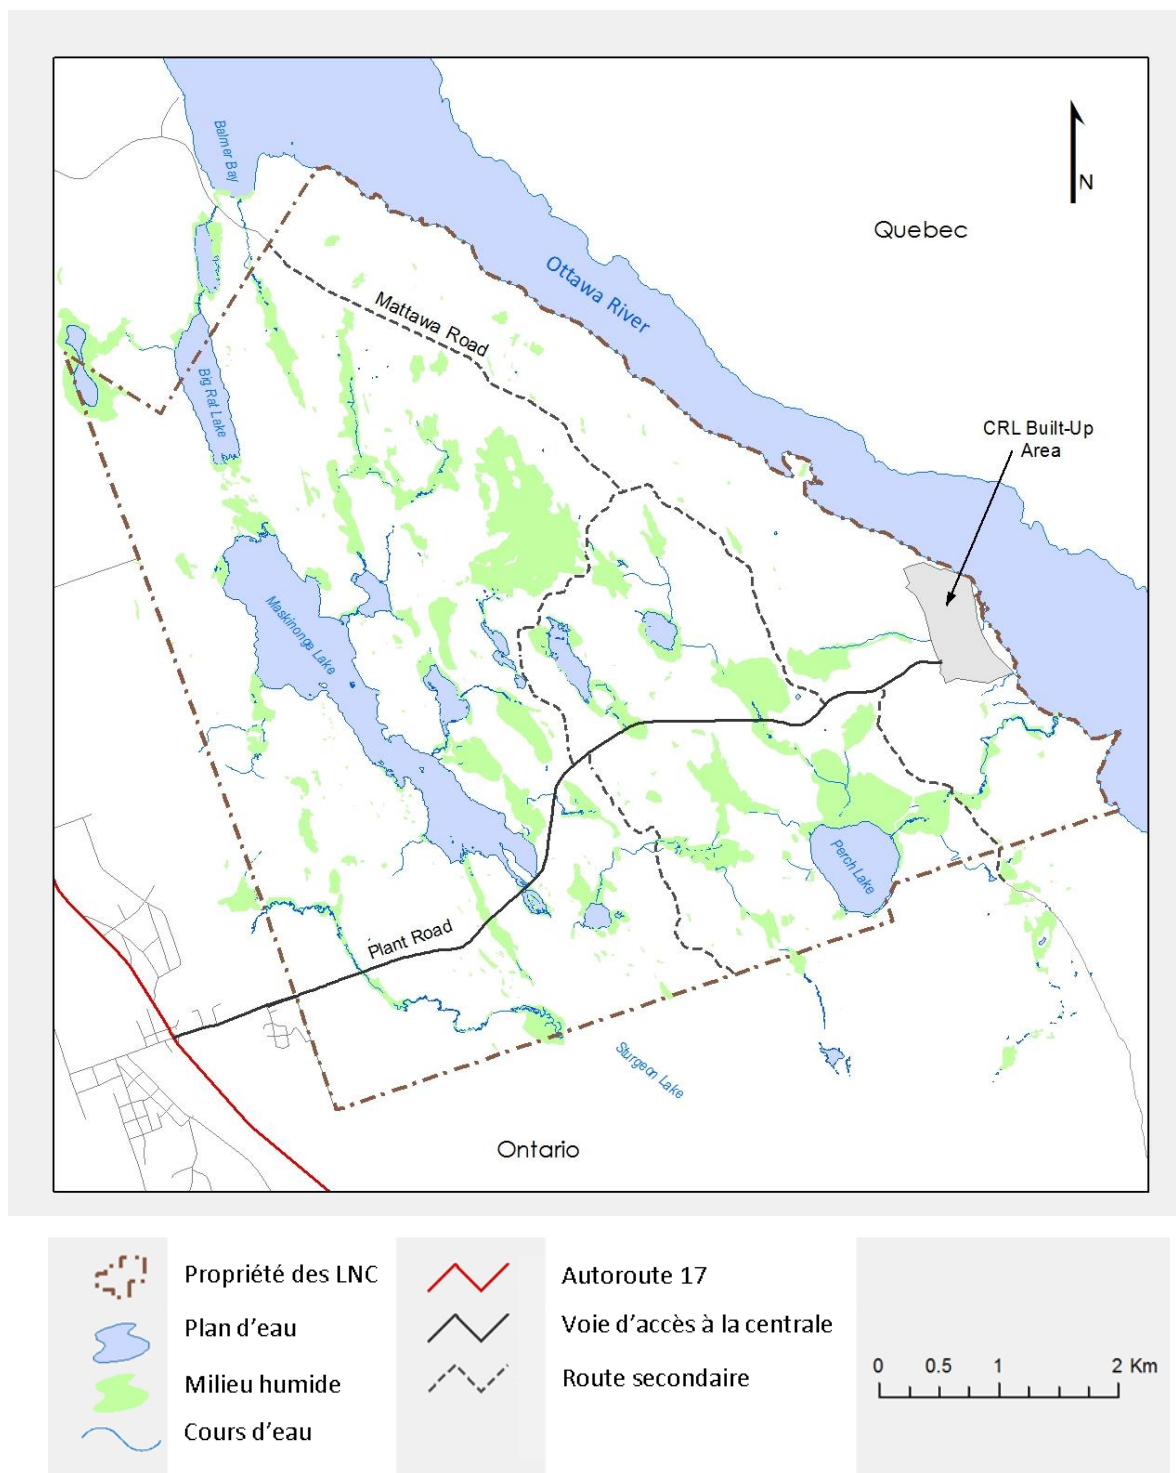 Balmer Bay
N
Quebec
Ottawa River
Mattawa Road
Big Rat Lake
CRL Built-Up
Area
Maskinonga Lake
Perch Lake
Plant Road
Sturgeon Lake
Ontario
Propriété des LNC
Plan d'eau
Milieu humide
Cours d'eau
Autoroute 17
Voie d'accès à la centrale
Route secondaire
0 0.5 1 2 Km